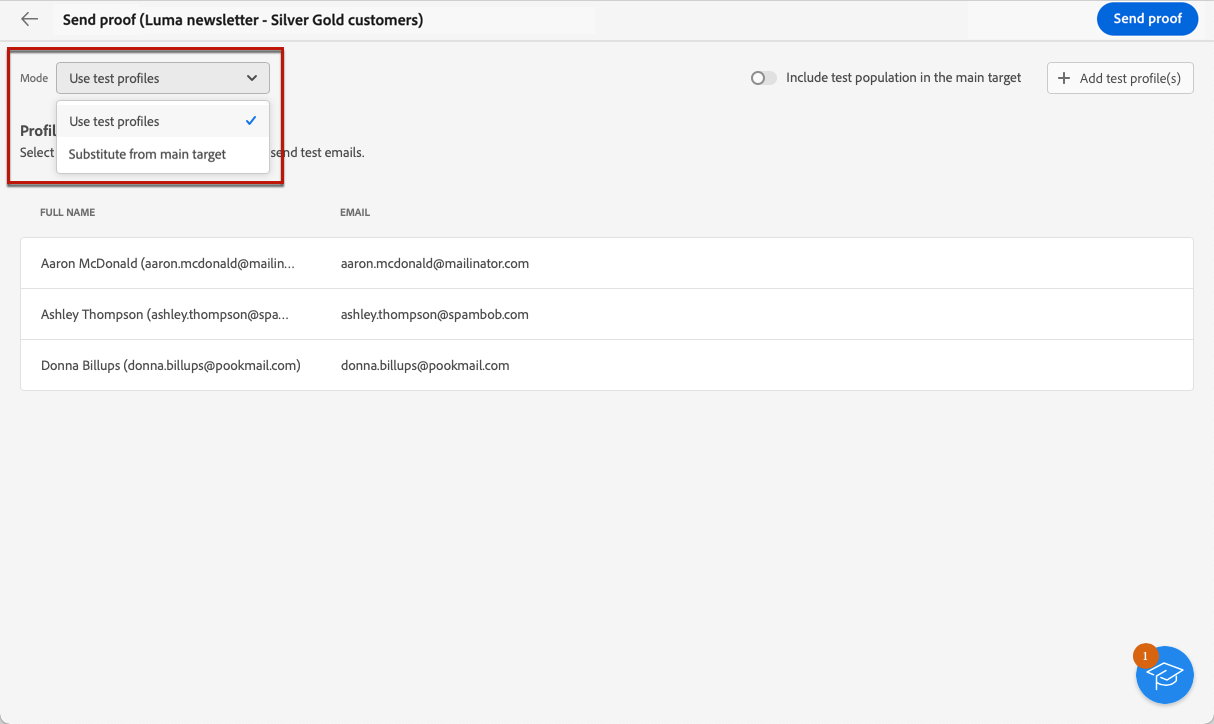 Send proof (Luma newsletter - Silver Gold customers)
Send proof
Mode
Use test profiles
Include test population in the main target
Add test profile(s)
Use test profiles
Profil
Select
send test emails.
Substitute from main target
FULL NAME
EMAIL
Aaron McDonald (aaron.mcdonald@mailin...
aaron.mcdonald@mailinator.com
Ashley Thompson (ashley.thompson@spa...
ashley.thompson@spambob.com
Donna Billups (donna.billups@pookmail.com)
donna.billups@pookmail.com
1